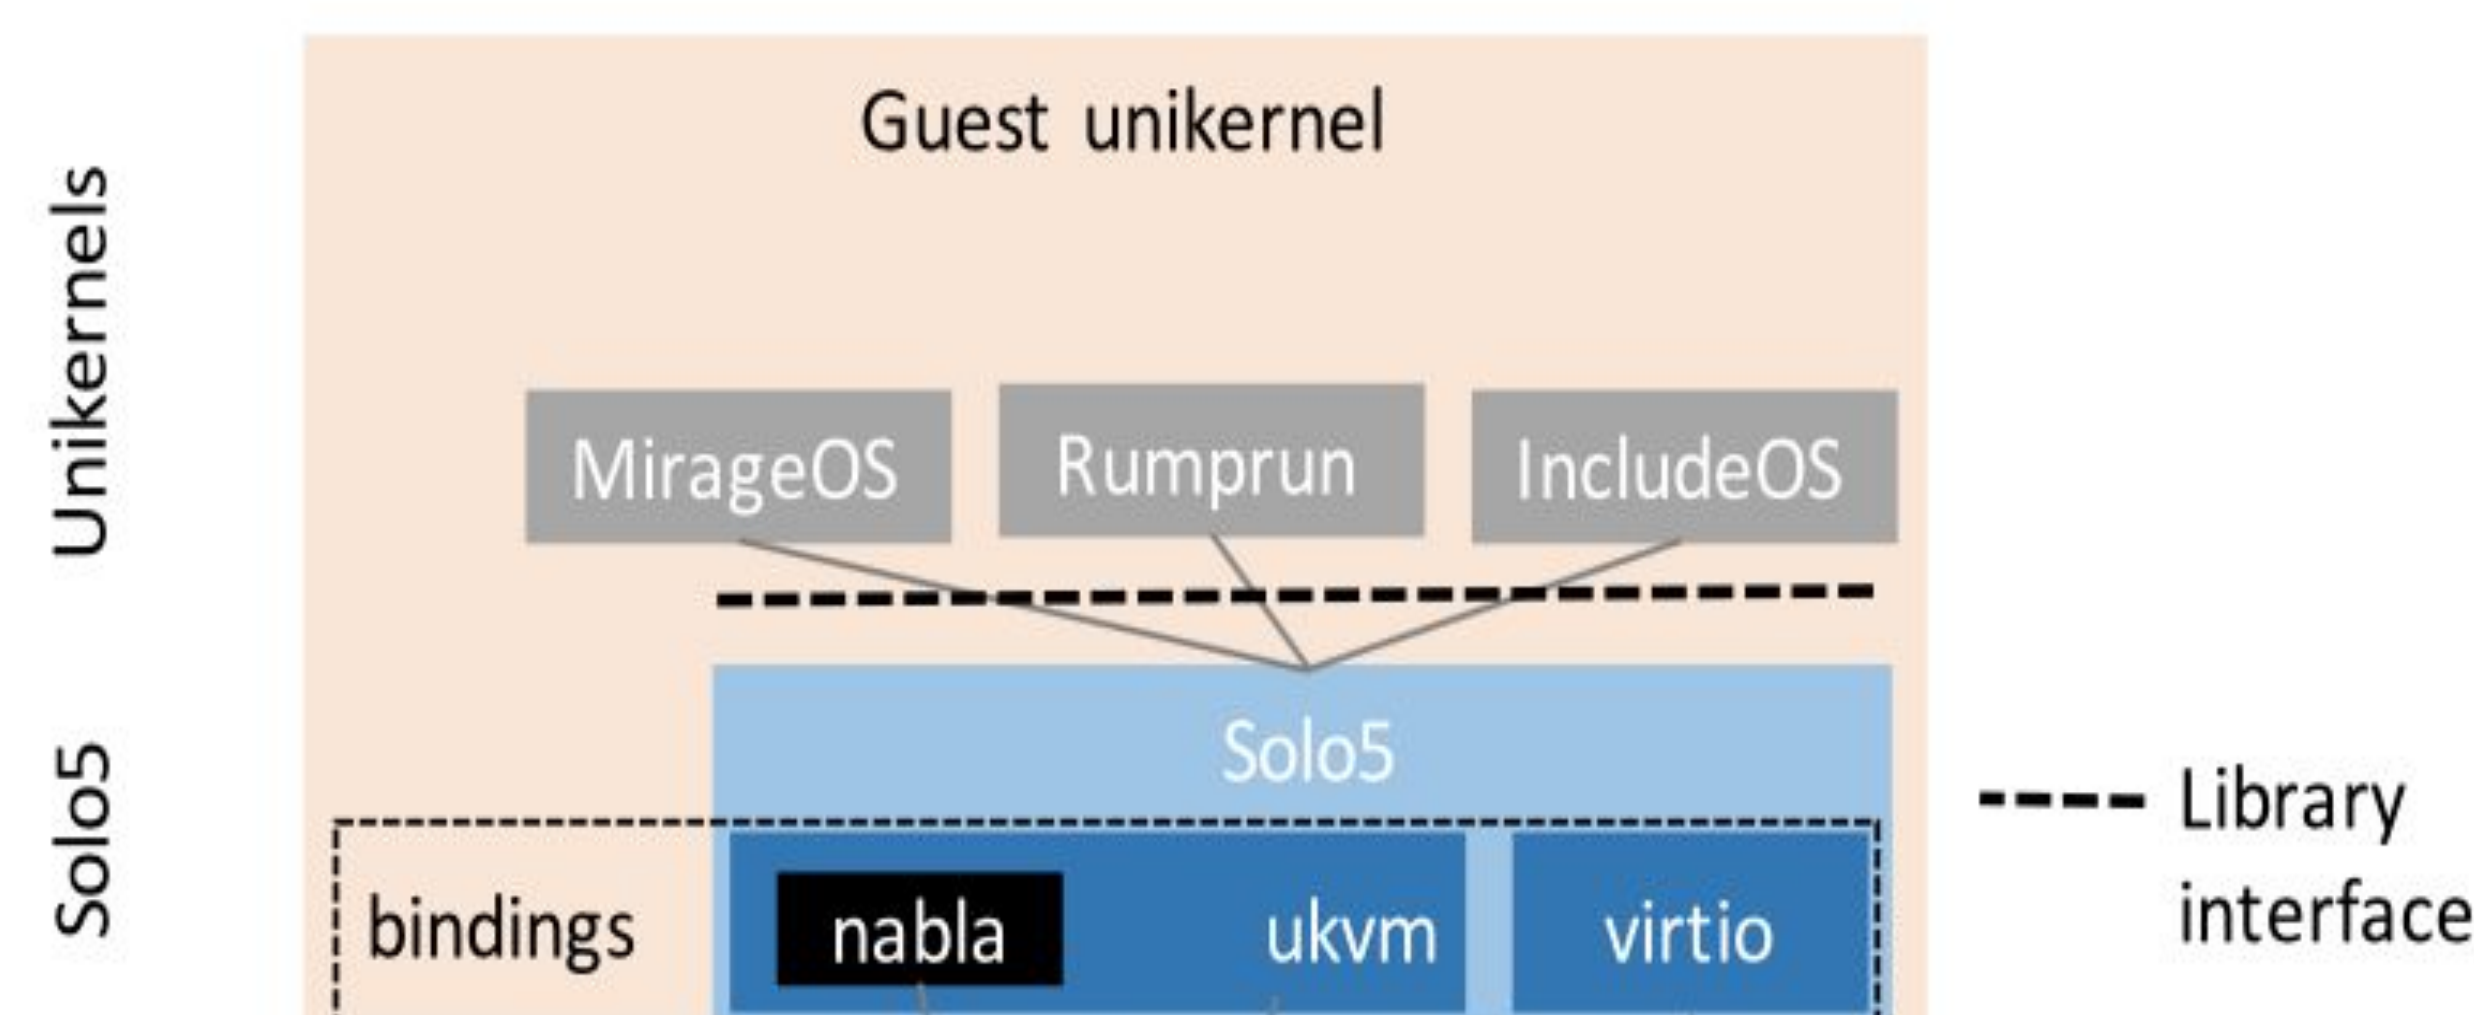 Guest unikernel
Unikernels
MirageOS
Rumprun
IncludeOS
Solo5
Solo5
Library
interface
bindings
nabla
ukvm
virtio